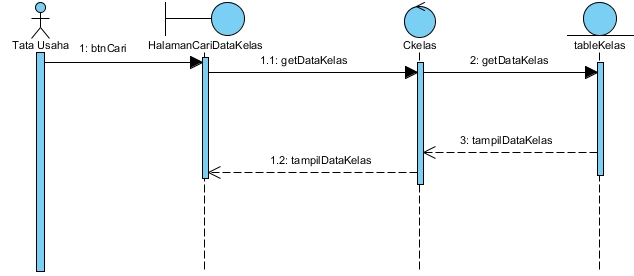 Tata Usaha
HalamanCariDataKelas
Ckelas
tableKelas
1: btnCari
1.1: getDataKelas
2: getDataKelas
3: tampilDataKelas
1.2: tampilDataKelas